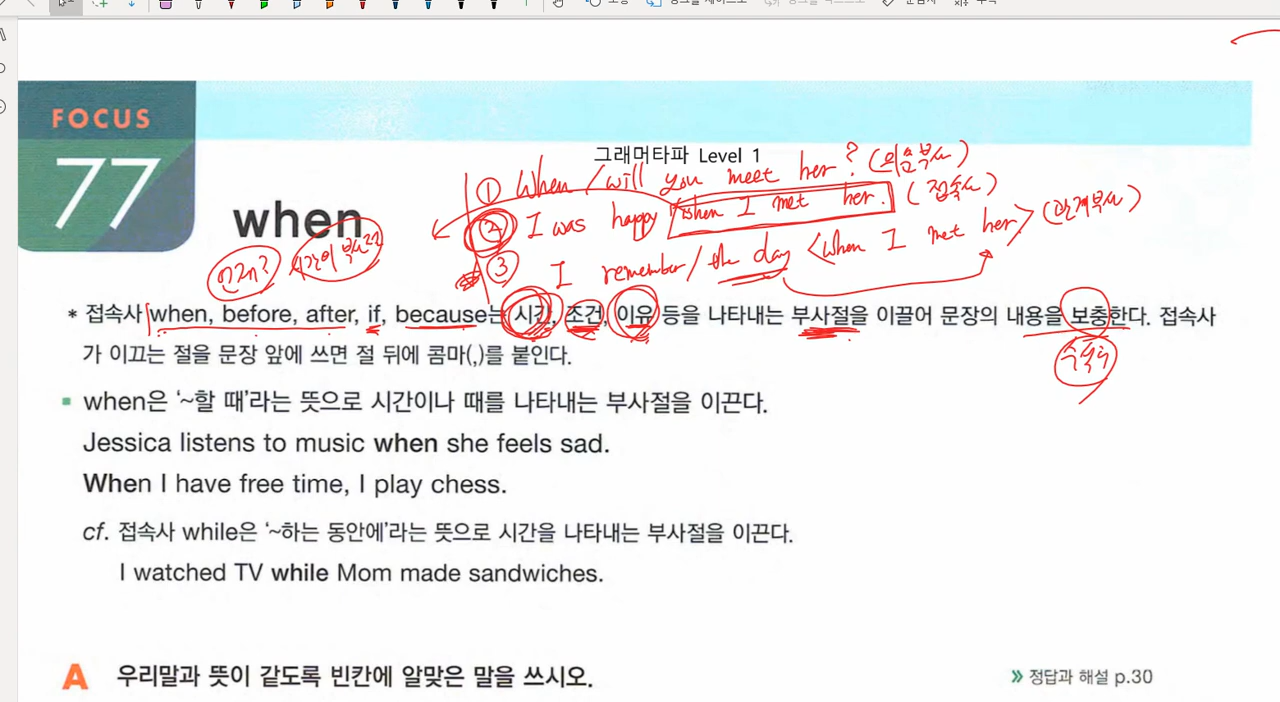 FOCUS
77
그래머타파 Level 1
① When / will you meet her? (의문부사)
when
② I was happy / when I met her. (접속사)
③ I remember / the day <when I met her> (관계부사)
언제?
* 접속사 when, before, after, if, because는 시간, 조건, 이유 등을 나타내는 부사절을 이끌어 문장의 내용을 보충한다. 접속사
가 이끄는 절을 문장 앞에 쓰면 절 뒤에 콤마(,)를 붙인다.
수식
▪ when은 '~할 때'라는 뜻으로 시간이나 때를 나타내는 부사절을 이끈다.
Jessica listens to music when she feels sad.
When I have free time, I play chess.
cf. 접속사 while은 '~하는 동안에'라는 뜻으로 시간을 나타내는 부사절을 이끈다.
I watched TV while Mom made sandwiches.
A 우리말과 뜻이 같도록 빈칸에 알맞은 말을 쓰시오.
» 정답과 해설 p.30